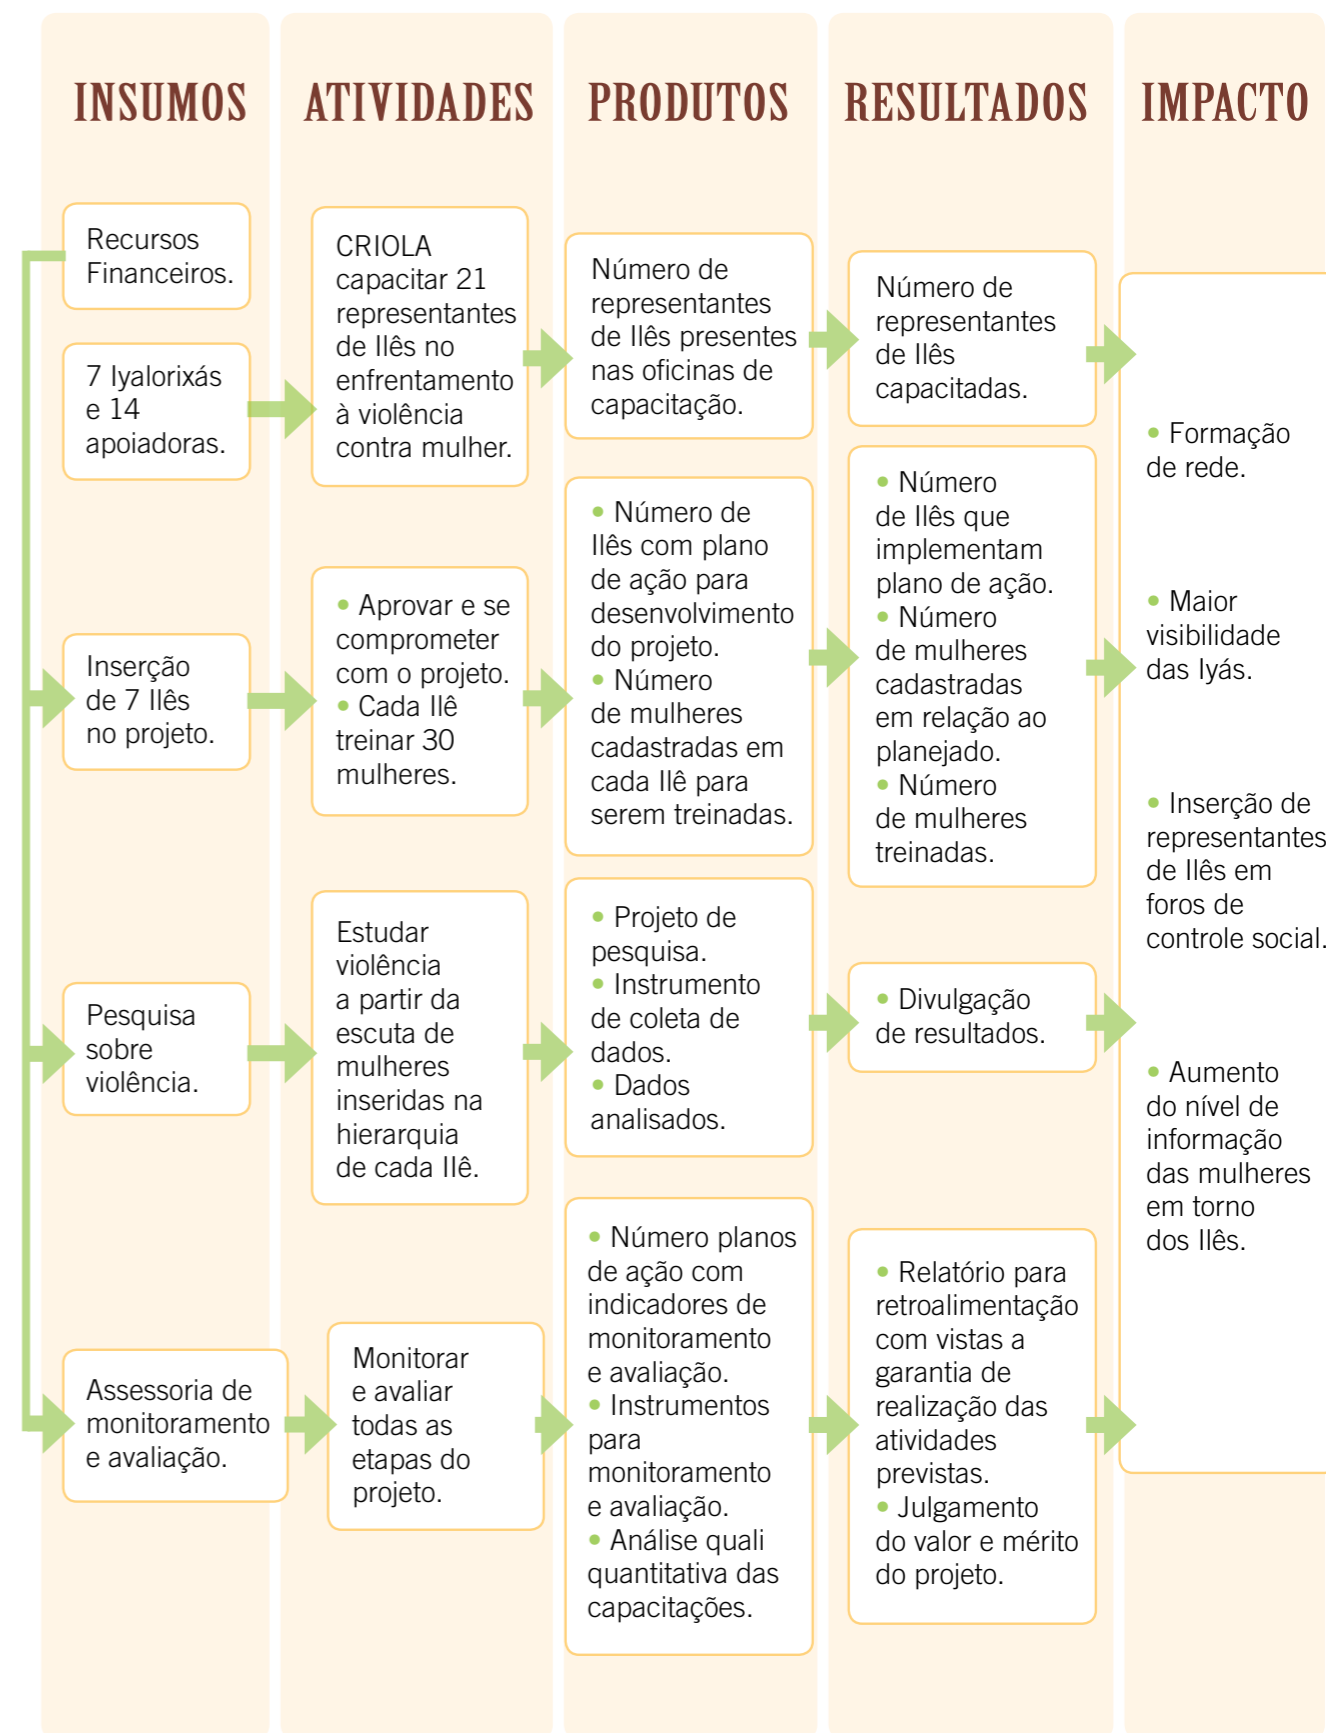 INSUMOS
ATIVIDADES
PRODUTOS
RESULTADOS
IMPACTO
Recursos
Financeiros.
7 Iyalorixás
e 14
apoiadoras.
CRIOLA
capacitar 21
representantes
de Ilês no
enfrentamento
à violência
contra mulher.
Número de
representantes
de Ilês presentes
nas oficinas de
capacitação.
Número de
representantes
de Ilês
capacitadas.
Inserção
de 7 Ilês
no projeto.
• Aprovar e se
comprometer
com o projeto.
• Cada Ilê
treinar 30
mulheres.
• Número de
Ilês com plano
de ação para
desenvolvimento
do projeto.
• Número
de mulheres
cadastradas em
cada Ilê para
serem treinadas.
• Número
de Ilês que
implementam
plano de ação.
• Número
de mulheres
cadastradas
em relação ao
planejado.
• Número
de mulheres
treinadas.
Pesquisa
sobre
violência.
Estudar
violência
a partir da
escuta de
mulheres
inseridas na
hierarquia
de cada Ilê.
• Projeto de
pesquisa.
• Instrumento
de coleta de
dados.
• Dados
analisados.
• Divulgação
de resultados.
Assessoria de
monitoramento
e avaliação.
Monitorar
e avaliar
todas as
etapas do
projeto.
• Número planos
de ação com
indicadores de
monitoramento
e avaliação.
• Instrumentos
para
monitoramento
e avaliação.
• Análise quali
quantitativa das
capacitações.
• Relatório para
retroalimentação
com vistas a
garantia de
realização das
atividades
previstas.
• Julgamento
do valor e mérito
do projeto.
• Formação
de rede.
• Maior
visibilidade
das Iyás.
• Inserção de
representantes
de Ilês em
foros de
controle social.
• Aumento
do nível de
informação
das mulheres
em torno
dos Ilês.